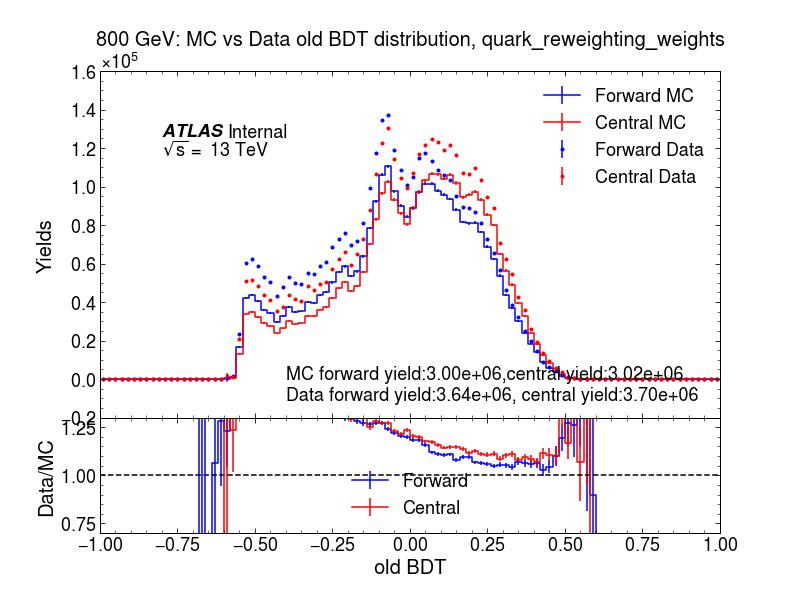 800 GeV: MC vs Data old BDT distribution, quark_reweighting_weights
×10⁵
1.6
1.4
1.2
1.0
0.8
0.6
0.4
0.2
0.0
0.2
Yields
ATLAS Internal
√s = 13 TeV
Forward MC
Central MC
Forward Data
Central Data
MC forward yield:3.00e+06,central yield:3.02e+06
Data forward yield:3.64e+06, central yield:3.70e+06
1.25
1.00
0.75
Data/MC
Forward
Central
−1.00 −0.75 −0.50 −0.25 0.00 0.25 0.50 0.75 1.00
old BDT